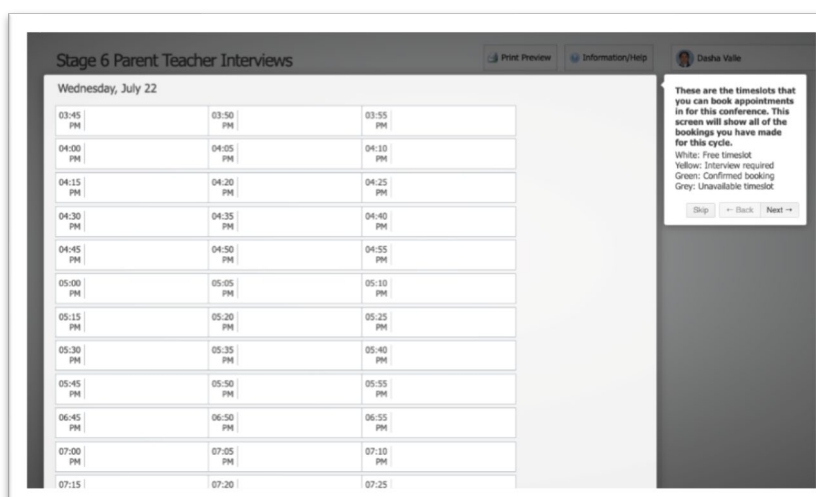 Stage 6 Parent Teacher Interviews
Print Preview
Information/Help
Dasha Valle
Wednesday, July 22
03:45 PM 03:50 PM 03:55 PM
04:00 PM 04:05 PM 04:10 PM
04:15 PM 04:20 PM 04:25 PM
04:30 PM 04:35 PM 04:40 PM
04:45 PM 04:50 PM 04:55 PM
05:00 PM 05:05 PM 05:10 PM
05:15 PM 05:20 PM 05:25 PM
05:30 PM 05:35 PM 05:40 PM
05:45 PM 05:50 PM 05:55 PM
06:45 PM 06:50 PM 06:55 PM
07:00 PM 07:05 PM 07:10 PM
07:15 07:20 07:25
These are the timeslots that
you can book appointments
in for this conference. This
screen will show all of the
bookings you have made
for this cycle.
White: Free timeslot
Yellow: Interview required
Green: Confirmed booking
Grey: Unavailable timeslot
Skip
← Back
Next →